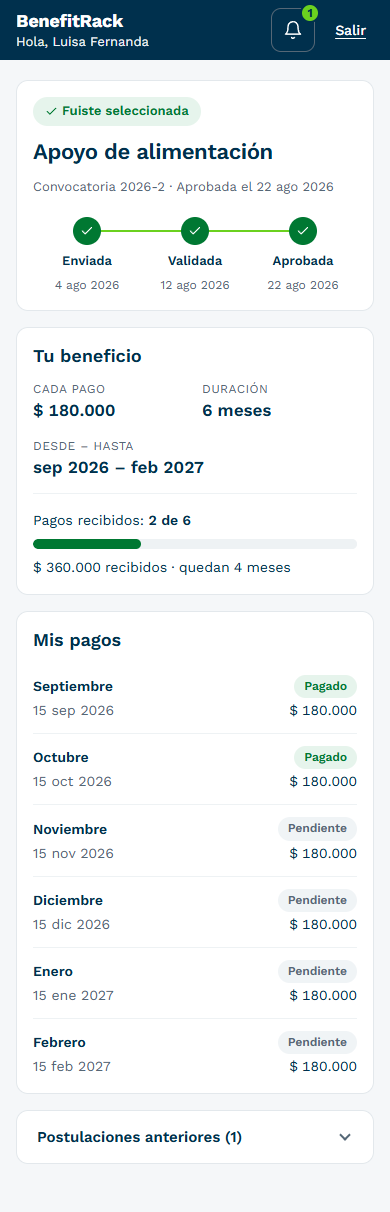 BenefitRack
Hola, Luisa Fernanda
1
Salir
Fuiste seleccionada
Apoyo de alimentación
Convocatoria 2026-2 · Aprobada el 22 ago 2026
Enviada
Validada
Aprobada
4 ago 2026
12 ago 2026
22 ago 2026
Tu beneficio
CADA PAGO
DURACIÓN
$ 180.000
6 meses
DESDE – HASTA
sep 2026 – feb 2027
Pagos recibidos: 2 de 6
$ 360.000 recibidos · quedan 4 meses
Mis pagos
Septiembre
Pagado
15 sep 2026
$ 180.000
Octubre
Pagado
15 oct 2026
$ 180.000
Noviembre
Pendiente
15 nov 2026
$ 180.000
Diciembre
Pendiente
15 dic 2026
$ 180.000
Enero
Pendiente
15 ene 2027
$ 180.000
Febrero
Pendiente
15 feb 2027
$ 180.000
Postulaciones anteriores (1)